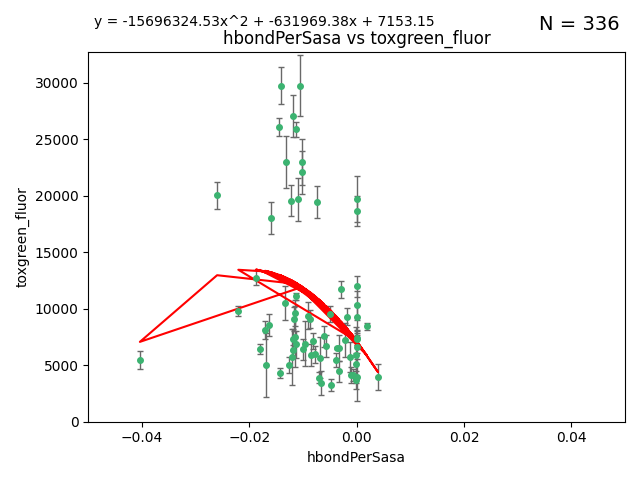 y = -15696324.53x^2 + -631969.38x + 7153.15
N = 336
hbondPerSasa vs toxgreen_fluor
toxgreen_fluor
30000
25000
20000
15000
10000
5000
0
−0.04
−0.02
0.00
0.02
0.04
hbondPerSasa